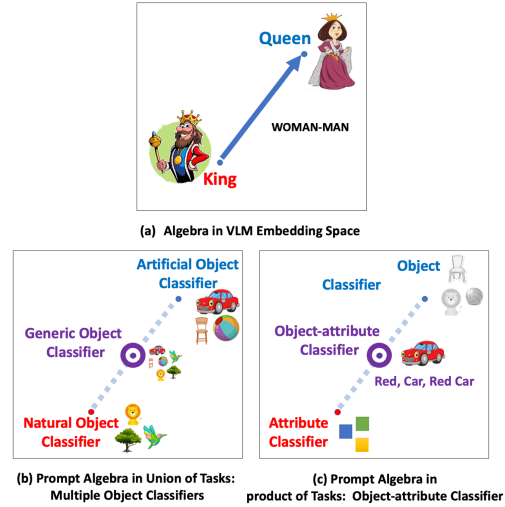 Queen
WOMAN-MAN
King
(a) Algebra in VLM Embedding Space
Artificial Object
Classifier
Generic Object
Classifier
Natural Object
Classifier
(b) Prompt Algebra in Union of Tasks:
Multiple Object Classifiers
Object
Classifier
Object-attribute
Classifier
Red, Car, Red Car
Attribute
Classifier
(c) Prompt Algebra in
product of Tasks: Object-attribute Classifier